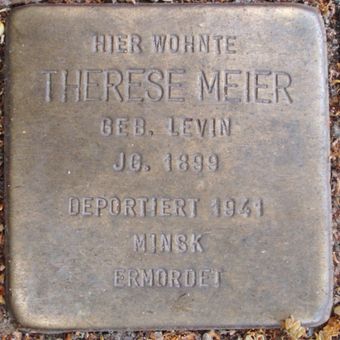 HIER WOHNTE
THERESE MEIER
GEB. LEVIN
JG. 1899
DEPORTIERT 1941
MINSK
ERMORDET